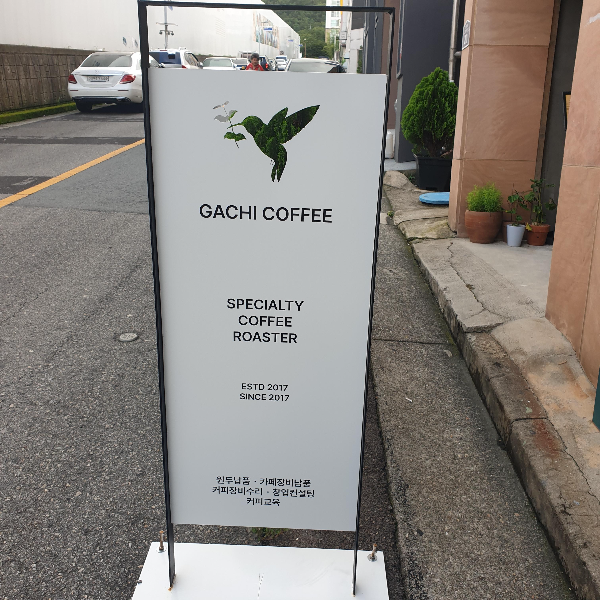 GACHI COFFEE
SPECIALTY
COFFEE
ROASTER
ESTD 2017
SINCE 2017
원두납품 · 카페장비납품
커피장비수리 · 창업컨설팅
커피교육